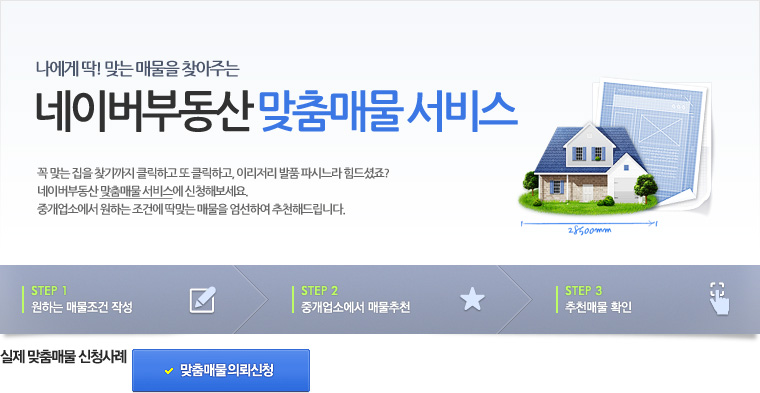 나에게 딱! 맞는 매물을 찾아주는
네이버부동산 맞춤매물 서비스
꼭 맞는 집을 찾기까지 클릭하고 또 클릭하고, 이리저리 발품 파시느라 힘드셨죠?
네이버부동산 맞춤매물 서비스에 신청해보세요.
중개업소에서 원하는 조건에 딱맞는 매물을 엄선하여 추천해드립니다.
28500mm
STEP 1
원하는 매물조건 작성
STEP 2
중개업소에서 매물추천
STEP 3
추천매물 확인
실제 맞춤매물 신청사례
맞춤매물의뢰신청